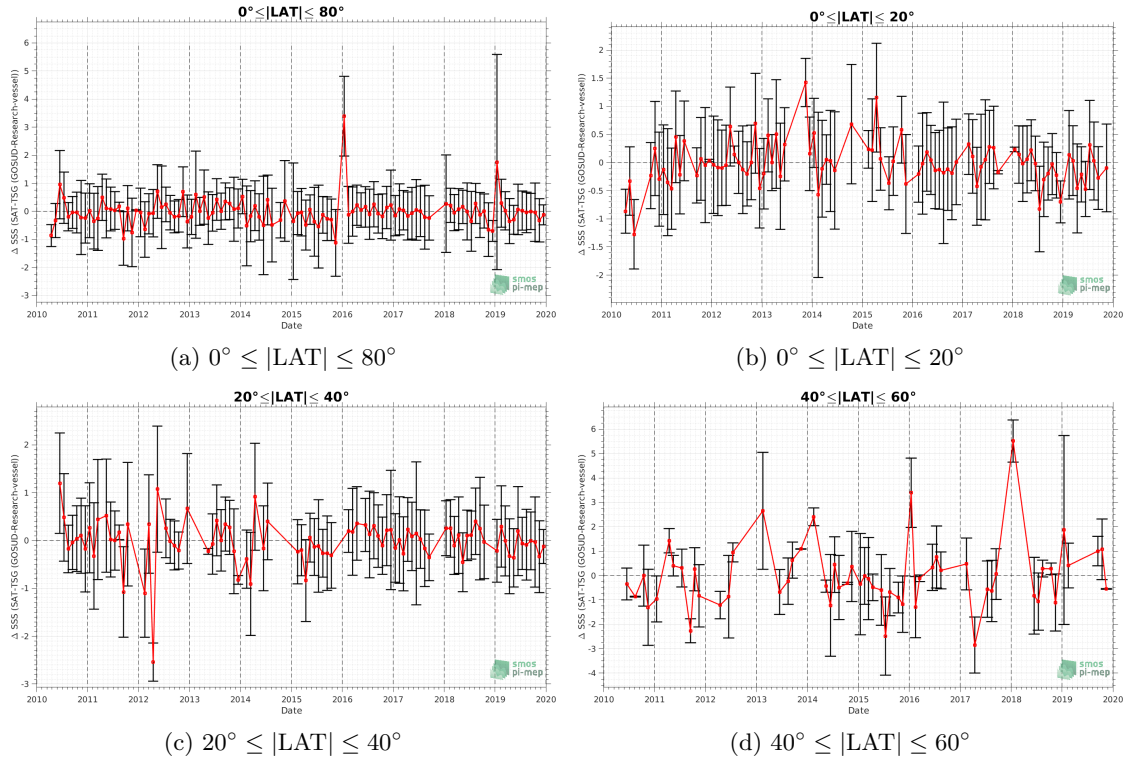 0°≤|LAT|≤ 80°
Δ SSS (SAT-TSG (GOSUD-Research-vessel))
6
5
4
3
2
1
0
-1
-2
-3
2010 2011 2012 2013 2014 2015 2016 2017 2018 2019 2020
Date
smos
pi-mep
(a) 0° ≤ |LAT| ≤ 80°
0°≤|LAT|≤ 20°
Δ SSS (SAT-TSG (GOSUD-Research-vessel))
2
1.5
1
0.5
0
-0.5
-1
-1.5
-2
2010 2011 2012 2013 2014 2015 2016 2017 2018 2019 2020
Date
smos
pi-mep
(b) 0° ≤ |LAT| ≤ 20°
20°≤|LAT|≤ 40°
Δ SSS (SAT-TSG (GOSUD-Research-vessel))
2
1
0
-1
-2
-3
2010 2011 2012 2013 2014 2015 2016 2017 2018 2019 2020
Date
smos
pi-mep
(c) 20° ≤ |LAT| ≤ 40°
40°≤|LAT|≤ 60°
Δ SSS (SAT-TSG (GOSUD-Research-vessel))
6
5
4
3
2
1
0
-1
-2
-3
-4
2010 2011 2012 2013 2014 2015 2016 2017 2018 2019 2020
Date
smos
pi-mep
(d) 40° ≤ |LAT| ≤ 60°